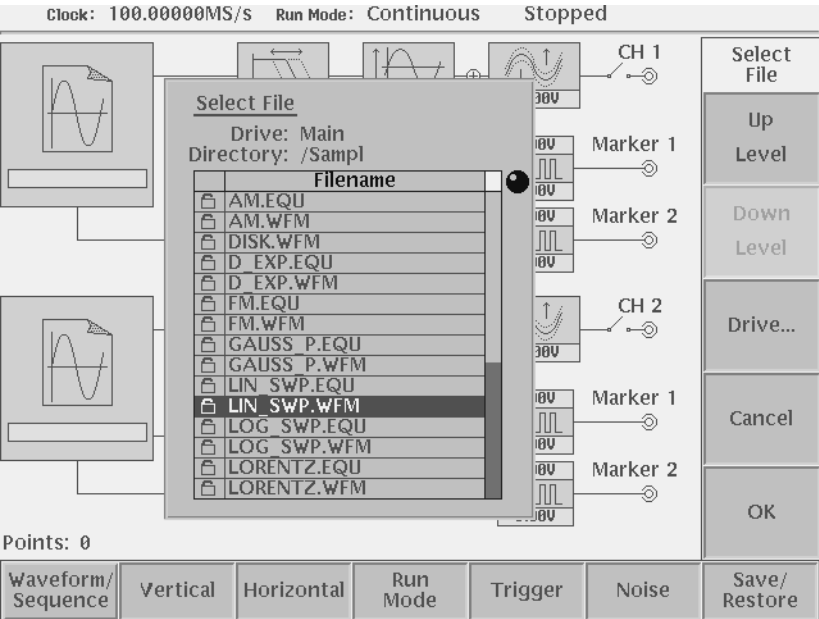 Clock: 100.00000MS/s Run Mode: Continuous Stopped
CH 1
Select File
Drive: Main
Directory: /Sampl
Filename
AM.EQU
AM.WFM
DISK.WFM
D_EXP.EQU
D_EXP.WFM
FM.EQU
FM.WFM
GAUSS_P.EQU
GAUSS_P.WFM
LIN_SWP.EQU
LIN_SWP.WFM
LOG_SWP.EQU
LOG_SWP.WFM
LORENTZ.EQU
LORENTZ.WFM
Marker 1
Marker 2
CH 2
Marker 1
Marker 2
Points: 0
Select
File
Up
Level
Down
Level
Drive...
Cancel
OK
Waveform/
Sequence
Vertical
Horizontal
Run
Mode
Trigger
Noise
Save/
Restore